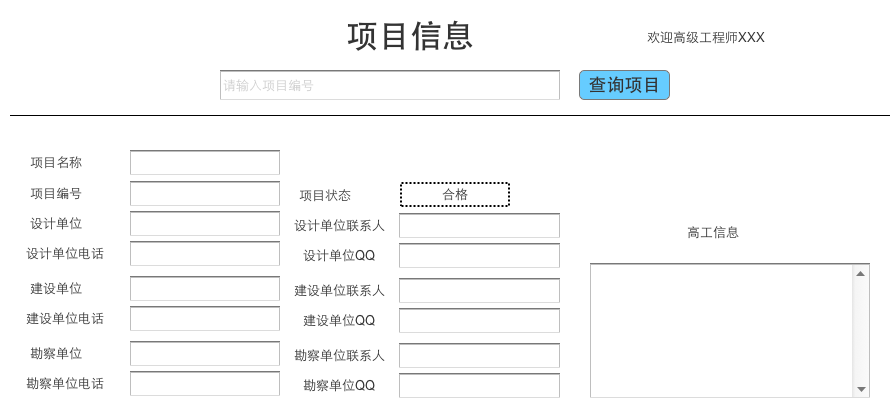 项目信息
欢迎高级工程师XXX
请输入项目编号
查询项目
项目名称
项目编号
项目状态
合格
设计单位
设计单位联系人
高工信息
设计单位电话
设计单位QQ
建设单位
建设单位联系人
建设单位电话
建设单位QQ
勘察单位
勘察单位联系人
勘察单位电话
勘察单位QQ